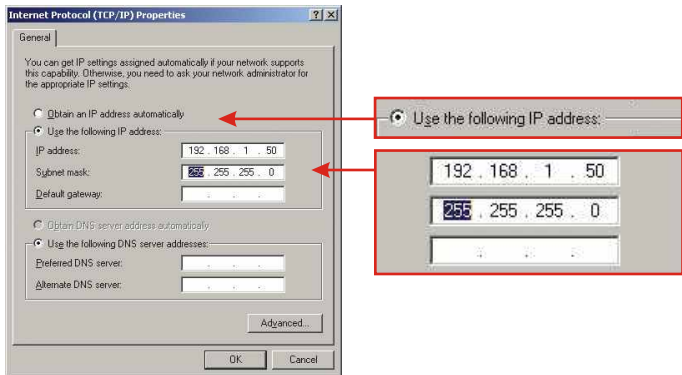 Internet Protocol (TCP/IP) Properties
General
You can get IP settings assigned automatically if your network supports
this capability. Otherwise, you need to ask your network administrator for
the appropriate IP settings.
Obtain an IP address automatically
Use the following IP address:
IP address: 192 . 168 . 1 . 50
Subnet mask: 255 . 255 . 255 . 0
Default gateway: . . .
Obtain DNS server address automatically
Use the following DNS server addresses:
Preferred DNS server: . . .
Alternate DNS server: . . .
Advanced...
OK Cancel
Use the following IP address:
192 . 168 . 1 . 50
255 . 255 . 255 . 0
. . .